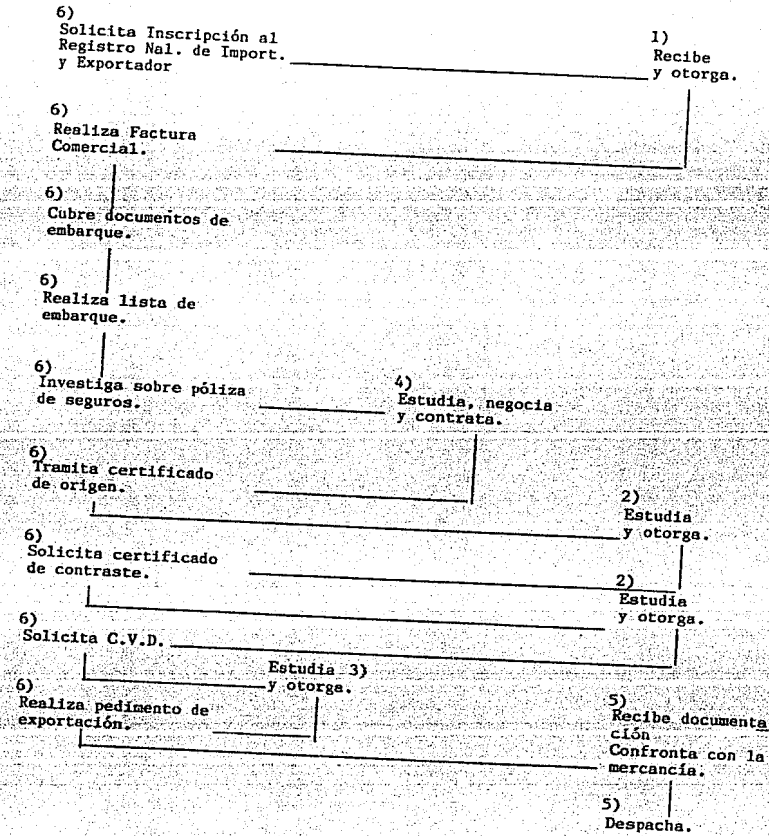 6)
Solicita Inscripción al
Registro Nal. de Import.
y Exportador
1)
Recibe
y otorga.
6)
Realiza Factura
Comercial.
6)
Cubre documentos de
embarque.
6)
Realiza lista de
embarque.
6)
Investiga sobre póliza
de seguros.
4)
Estudia, negocia
y contrata.
6)
Tramita certificado
de origen.
2)
Estudia
y otorga.
6)
Solicita certificado
de contraste.
2)
Estudia
y otorga.
6)
Solicita C.V.D.
Estudia 3)
y otorga.
6)
Realiza pedimento de
exportación.
5)
Recibe documenta
ción
Confronta con la
mercancía.
5)
Despacha.